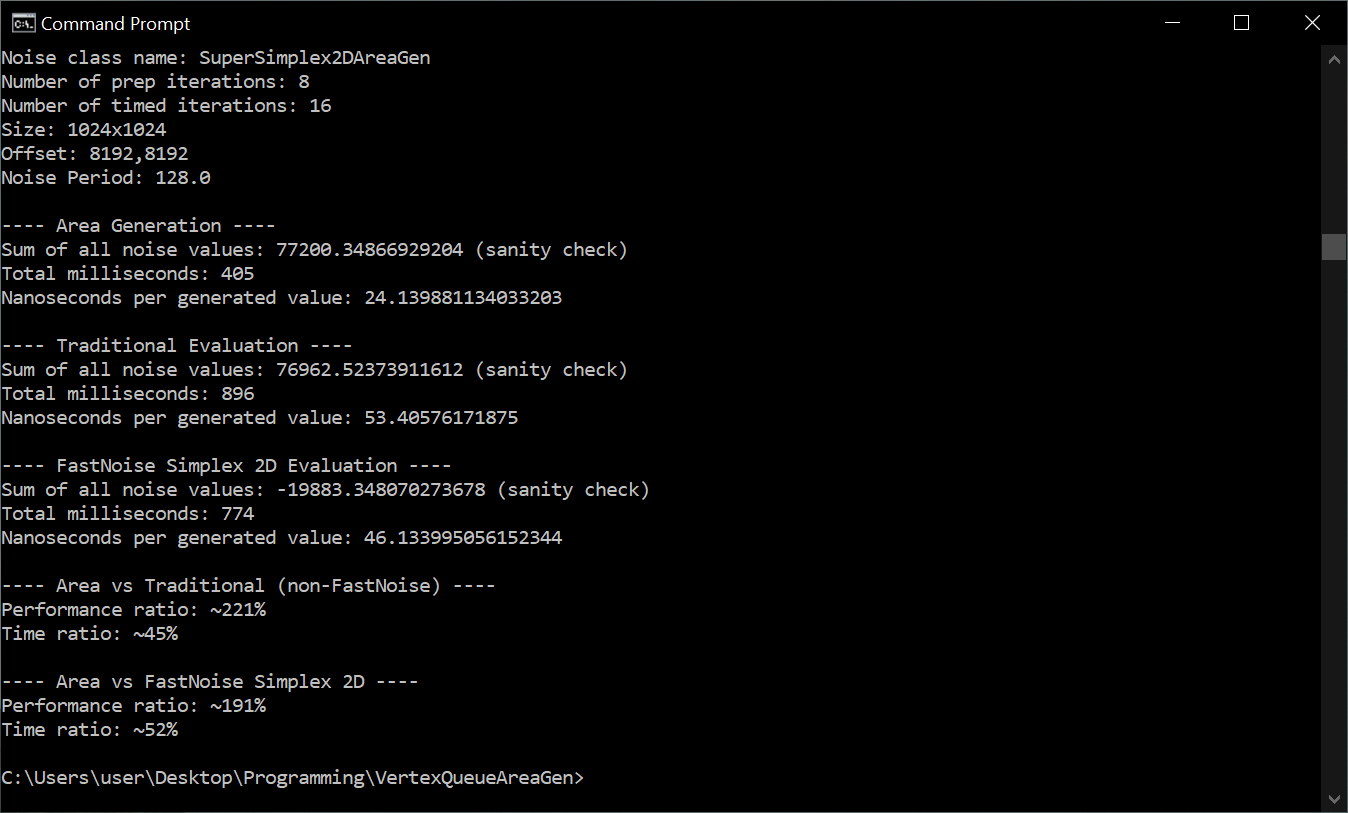 Command Prompt
Noise class name: SuperSimplex2DAreaGen
Number of prep iterations: 8
Number of timed iterations: 16
Size: 1024x1024
Offset: 8192,8192
Noise Period: 128.0
---- Area Generation ----
Sum of all noise values: 77200.34866929204 (sanity check)
Total milliseconds: 405
Nanoseconds per generated value: 24.139881134033203
---- Traditional Evaluation ----
Sum of all noise values: 76962.52373911612 (sanity check)
Total milliseconds: 896
Nanoseconds per generated value: 53.40576171875
---- FastNoise Simplex 2D Evaluation ----
Sum of all noise values: -19883.348070273678 (sanity check)
Total milliseconds: 774
Nanoseconds per generated value: 46.133995056152344
---- Area vs Traditional (non-FastNoise) ----
Performance ratio: ~221%
Time ratio: ~45%
---- Area vs FastNoise Simplex 2D ----
Performance ratio: ~191%
Time ratio: ~52%
C:\Users\user\Desktop\Programming\VertexQueueAreaGen>